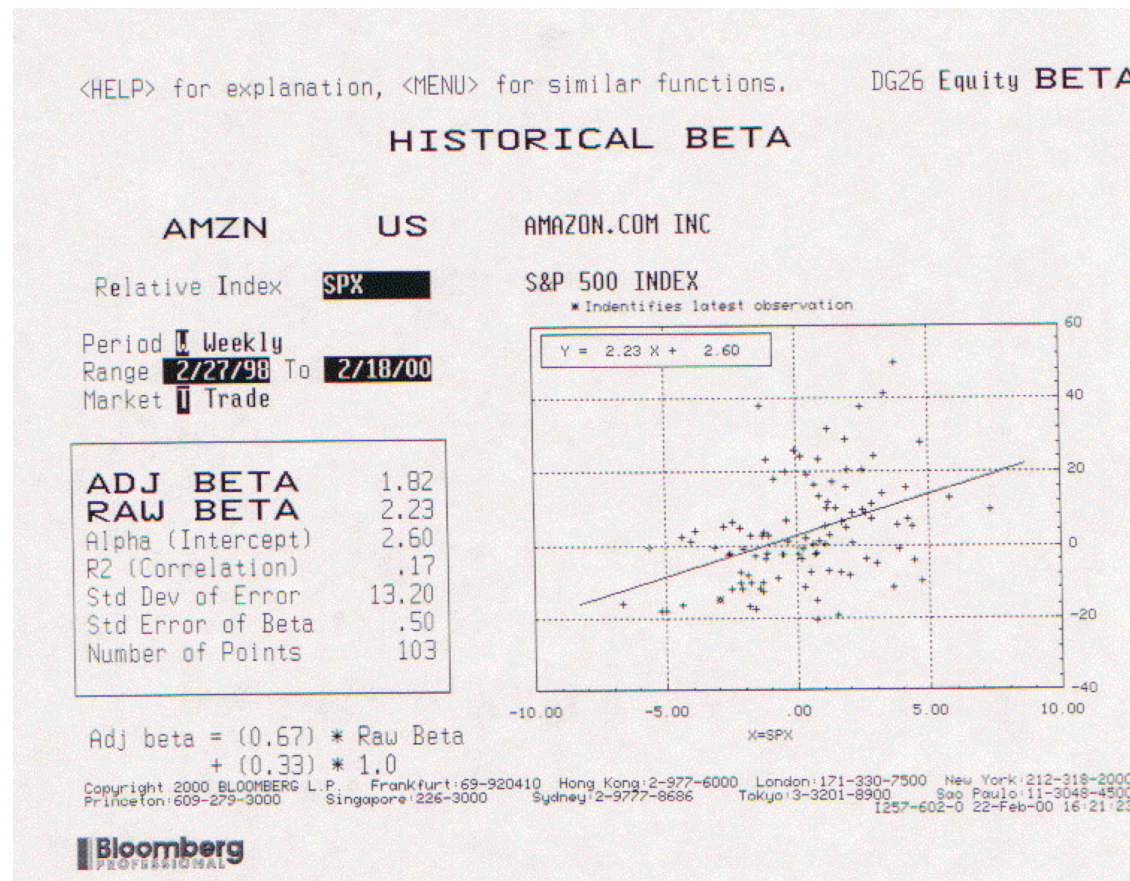 <HELP> for explanation, <MENU> for similar functions. DG26 Equity BETA
HISTORICAL BETA
AMZN US AMAZON.COM INC
Relative Index SPX S&P 500 INDEX
* Indentifies latest observation
Period W Weekly
Range 2/27/98 To 2/18/00
Market T Trade
Y = 2.23 X + 2.60
60
40
20
0
-20
-40
-10.00 -5.00 .00 5.00 10.00
X=SPX
ADJ BETA 1.82
RAW BETA 2.23
Alpha (Intercept) 2.60
R2 (Correlation) .17
Std Dev of Error 13.20
Std Error of Beta .50
Number of Points 103
Adj beta = (0.67) * Raw Beta
+ (0.33) * 1.0
Copyright 2000 BLOOMBERG L.P. Frankfurt:69-920410 Hong Kong:2-977-6000 London:171-330-7500 New York:212-318-2000
Princeton:609-279-3000 Singapore:226-3000 Sydney:2-9777-8686 Tokyo:3-3201-8900 Sao Paulo:11-3048-4500
I257-602-0 22-Feb-00 16:21:23
Bloomberg
PROFESSIONAL